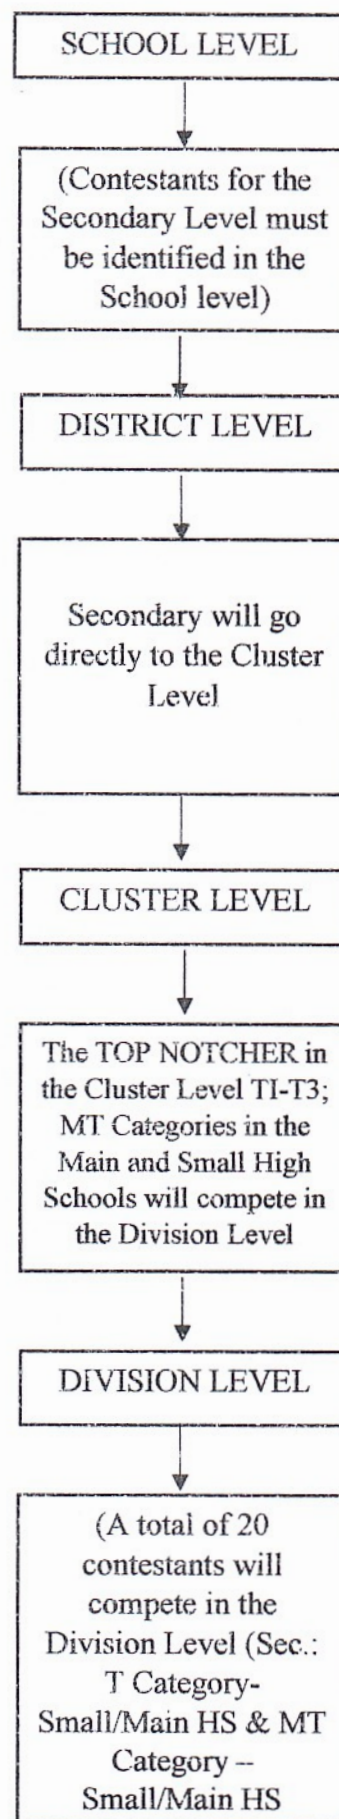 SCHOOL LEVEL
(Contestants for the
Secondary Level must
be identified in the
School level)
DISTRICT LEVEL
Secondary will go
directly to the Cluster
Level
CLUSTER LEVEL
The TOP NOTCHER in
the Cluster Level TI-T3;
MT Categories in the
Main and Small High
Schools will compete in
the Division Level
DIVISION LEVEL
(A total of 20
contestants will
compete in the
Division Level (Sec.:
T Category-
Small/Main HS & MT
Category –
Small/Main HS